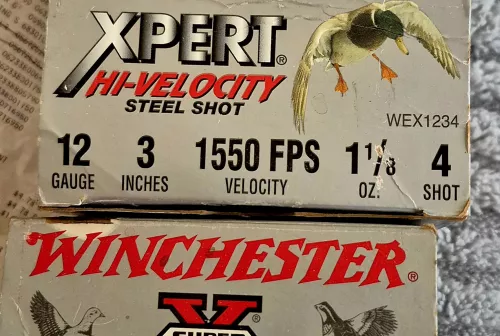 XPERT®
HI-VELOCITY
STEEL SHOT
WEX1234
12 3 1550 FPS 1 1/8 4
GAUGE INCHES VELOCITY OZ. SHOT
WINCHESTER®
X
SUPER